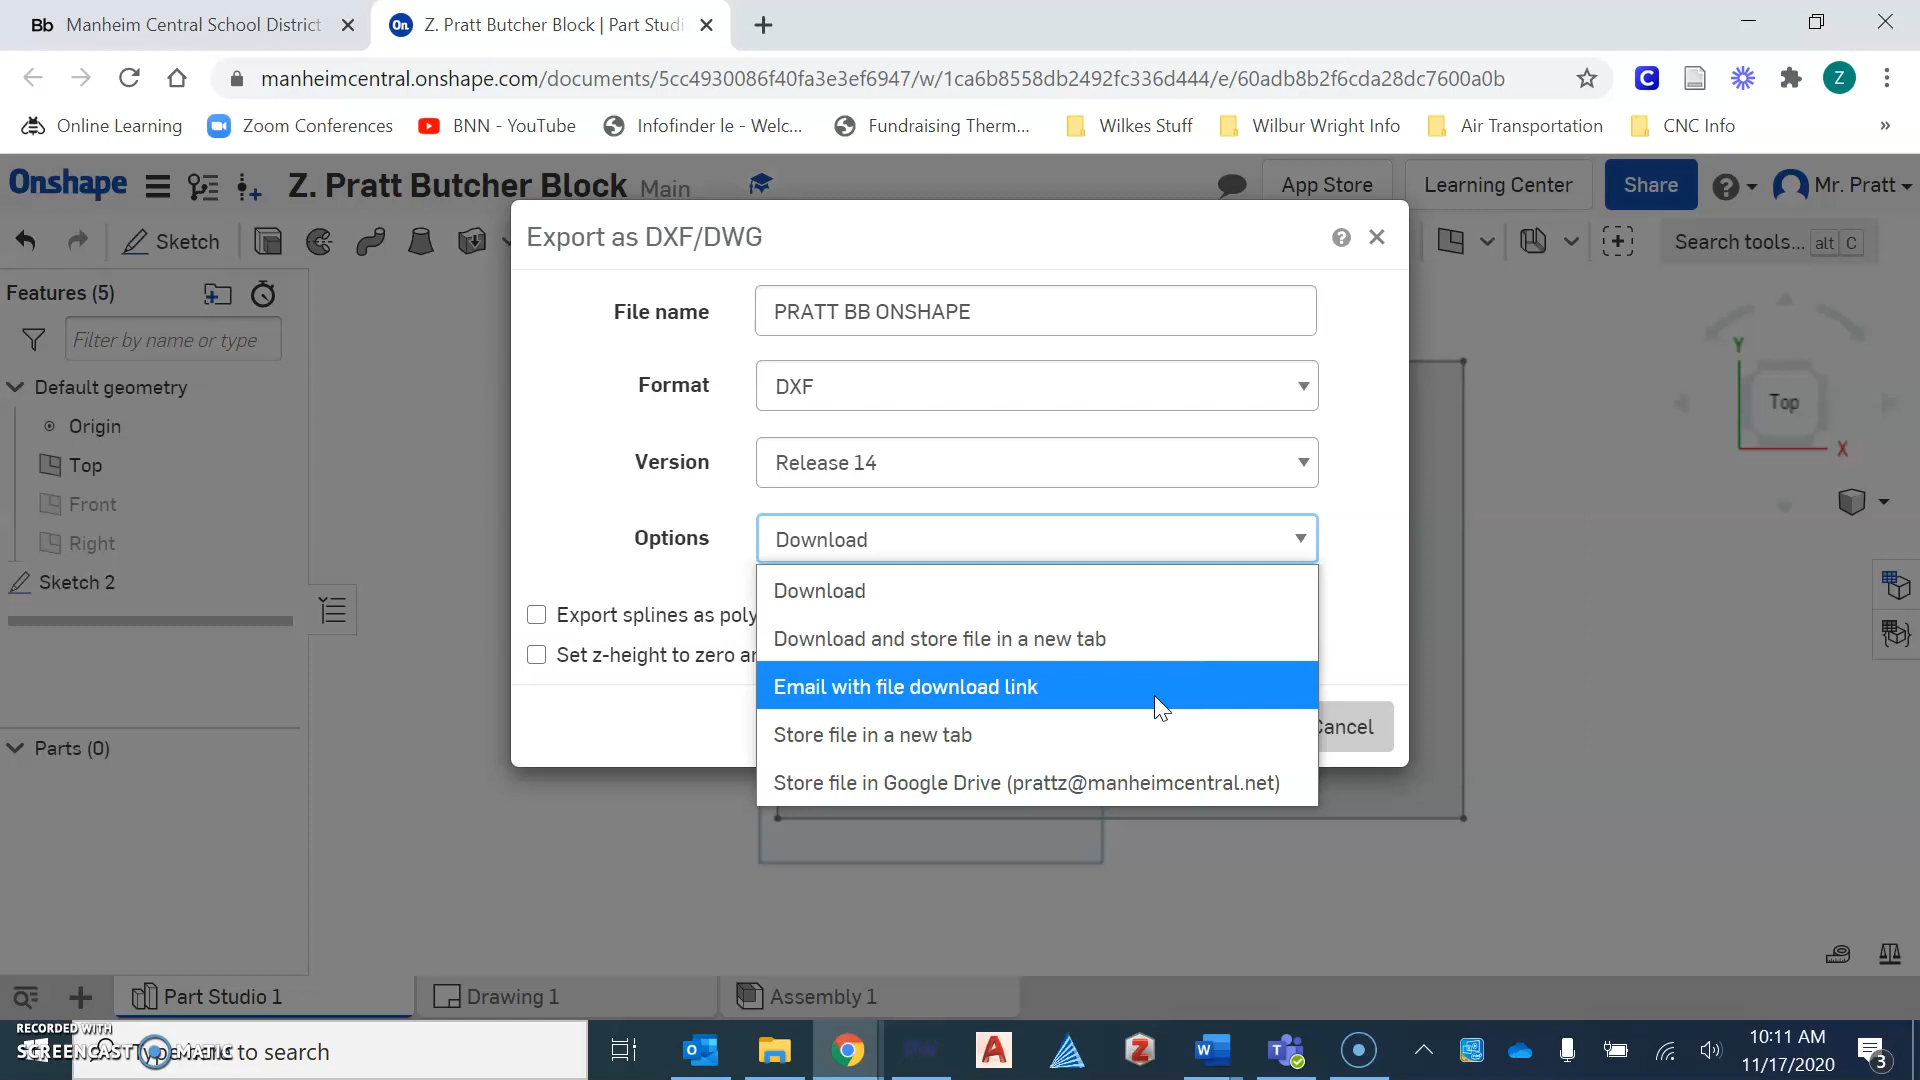 Bb Manheim Central School District
On Z. Pratt Butcher Block | Part Studi
manheimcentral.onshape.com/documents/5cc4930086f40fa3e3ef6947/w/1ca6b8558db2492fc336d444/e/60adb8b2f6cda28dc7600a0b
C
Z
Online Learning
Zoom Conferences
BNN - YouTube
Infofinder le - Welc...
Fundraising Therm...
Wilkes Stuff
Wilbur Wright Info
Air Transportation
CNC Info
»
Onshape
Z. Pratt Butcher Block Main
App Store
Learning Center
Share
Mr. Pratt
Sketch
Search tools... alt C
Export as DXF/DWG
Features (5)
Filter by name or type
Default geometry
Origin
Top
Front
Right
Sketch 2
Parts (0)
File name PRATT BB ONSHAPE
Format DXF
Version Release 14
Options Download
Download
Download and store file in a new tab
Email with file download link
Store file in a new tab
Store file in Google Drive (prattz@manheimcentral.net)
Export splines as poly
Set z-height to zero
Cancel
Y
Top
X
Part Studio 1
Drawing 1
Assembly 1
RECORDED WITH
SCREENCAST MATIC
to search
10:11 AM
11/17/2020
3